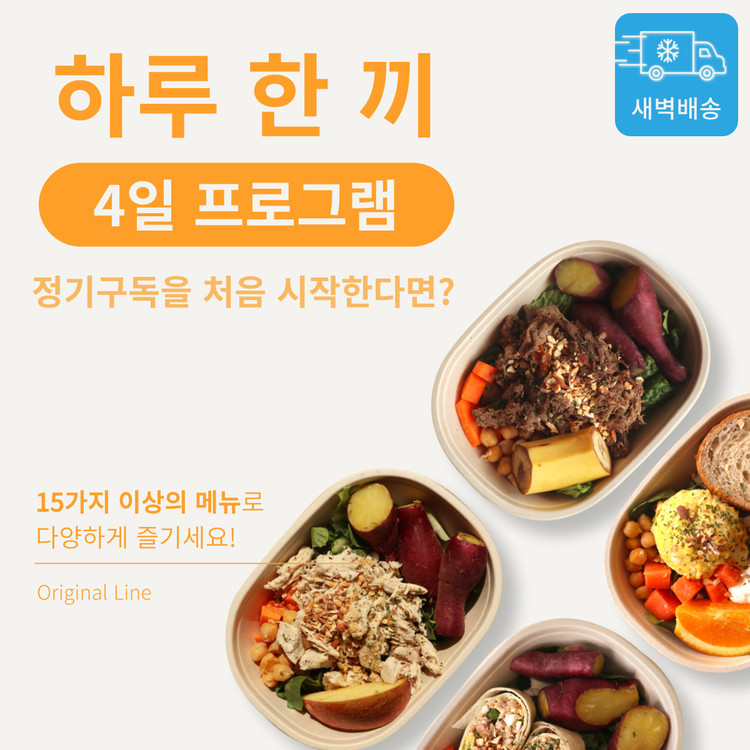 하루 한 끼
새벽배송
4일 프로그램
정기구독을 처음 시작한다면?
15가지 이상의 메뉴로
다양하게 즐기세요!
Original Line